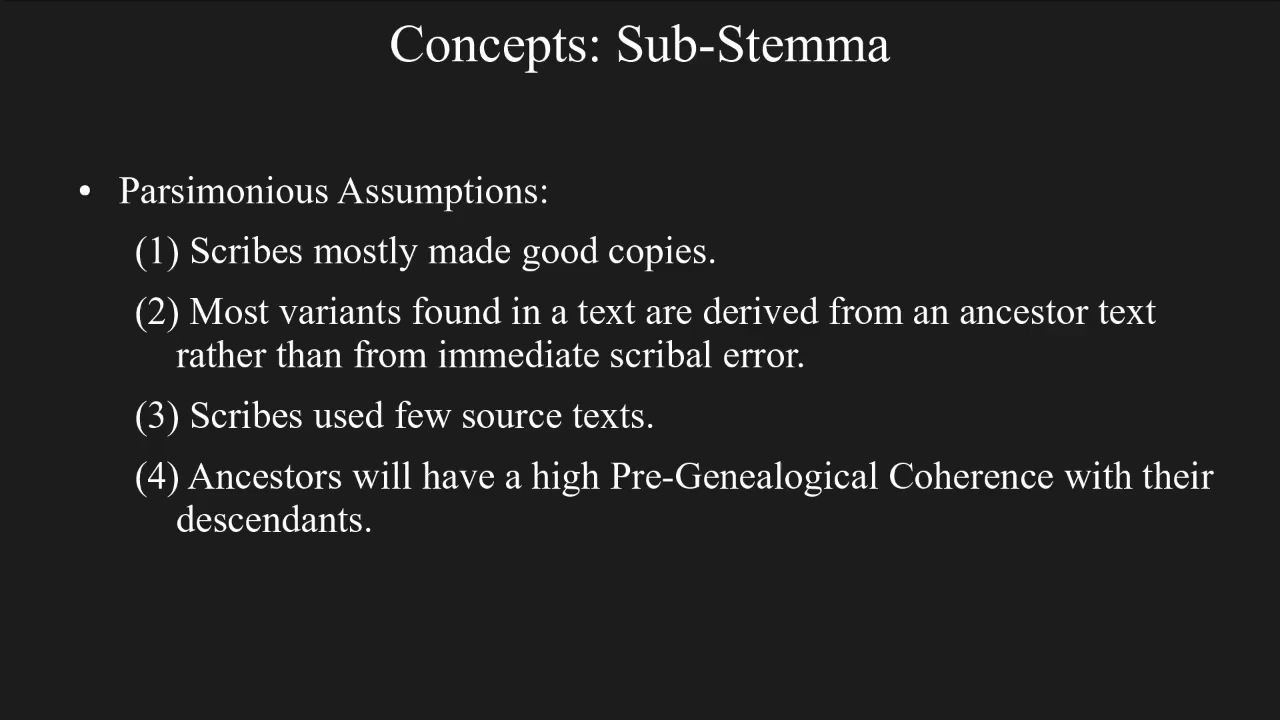 Concepts: Sub-Stemma
• Parsimonious Assumptions:
(1) Scribes mostly made good copies.
(2) Most variants found in a text are derived from an ancestor text
rather than from immediate scribal error.
(3) Scribes used few source texts.
(4) Ancestors will have a high Pre-Genealogical Coherence with their
descendants.